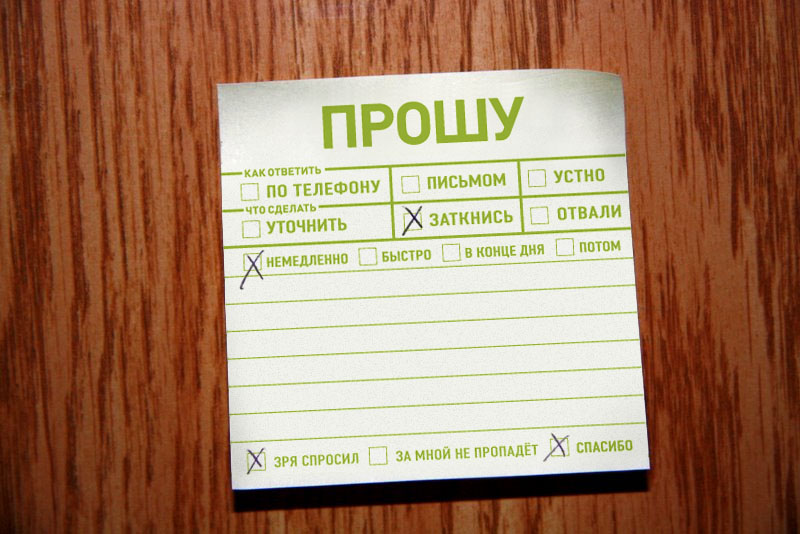 ПРОШУ
КАК ОТВЕТИТЬ
ПО ТЕЛЕФОНУ ПИСЬМОМ УСТНО
ЧТО СДЕЛАТЬ
УТОЧНИТЬ ЗАТКНИСЬ ОТВАЛИ
НЕМЕДЛЕННО БЫСТРО В КОНЦЕ ДНЯ ПОТОМ
ЗРЯ СПРОСИЛ ЗА МНОЙ НЕ ПРОПАДЁТ СПАСИБО